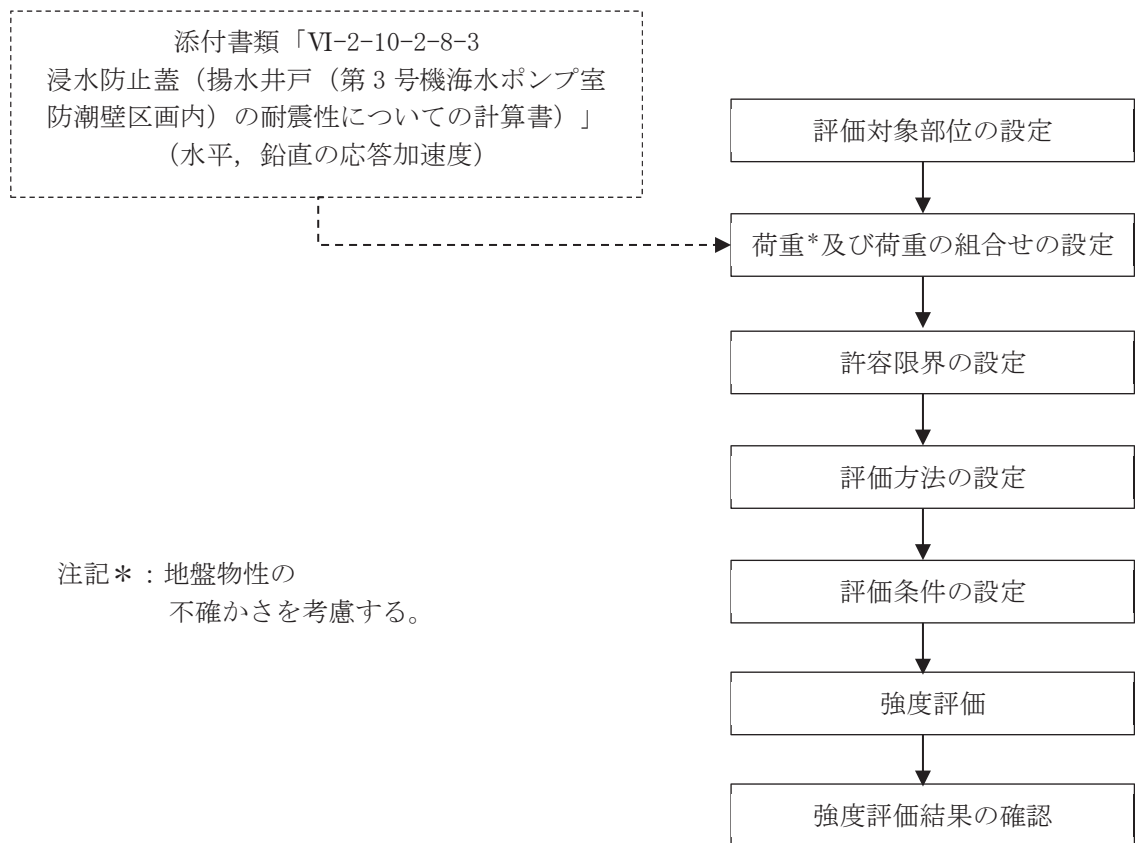 添付書類「Ⅵ-2-10-2-8-3
浸水防止蓋（揚水井戸（第3号機海水ポンプ室
防潮壁区画内）の耐震性についての計算書）」
（水平，鉛直の応答加速度）
評価対象部位の設定
荷重*及び荷重の組合せの設定
許容限界の設定
評価方法の設定
注記＊：地盤物性の
不確かさを考慮する。
評価条件の設定
強度評価
強度評価結果の確認